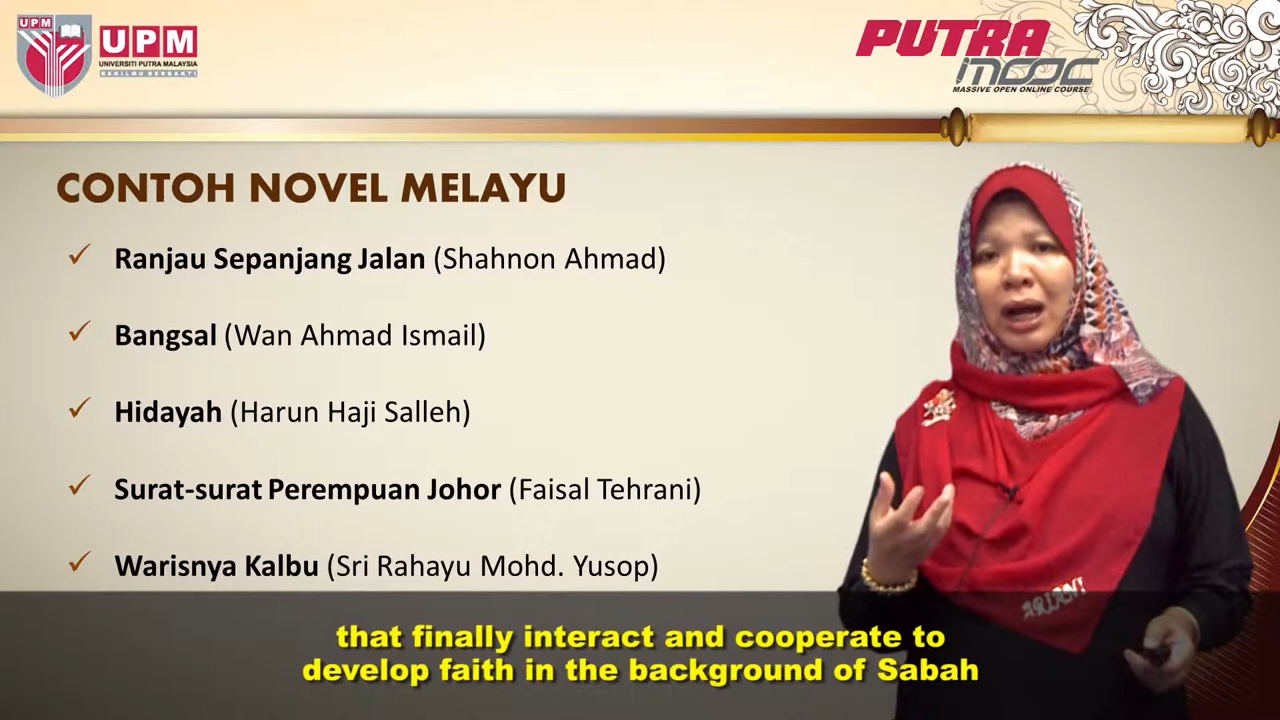 UPM
UPM
UNIVERSITI PUTRA MALAYSIA
BERILMU BERBAKTI
PUTRA
mooc
MASSIVE OPEN ONLINE COURSE
CONTOH NOVEL MELAYU
✓ Ranjau Sepanjang Jalan (Shahnon Ahmad)
✓ Bangsal (Wan Ahmad Ismail)
✓ Hidayah (Harun Haji Salleh)
✓ Surat-surat Perempuan Johor (Faisal Tehrani)
✓ Warisnya Kalbu (Sri Rahayu Mohd. Yusop)
ARIANI
that finally interact and cooperate to
develop faith in the background of Sabah